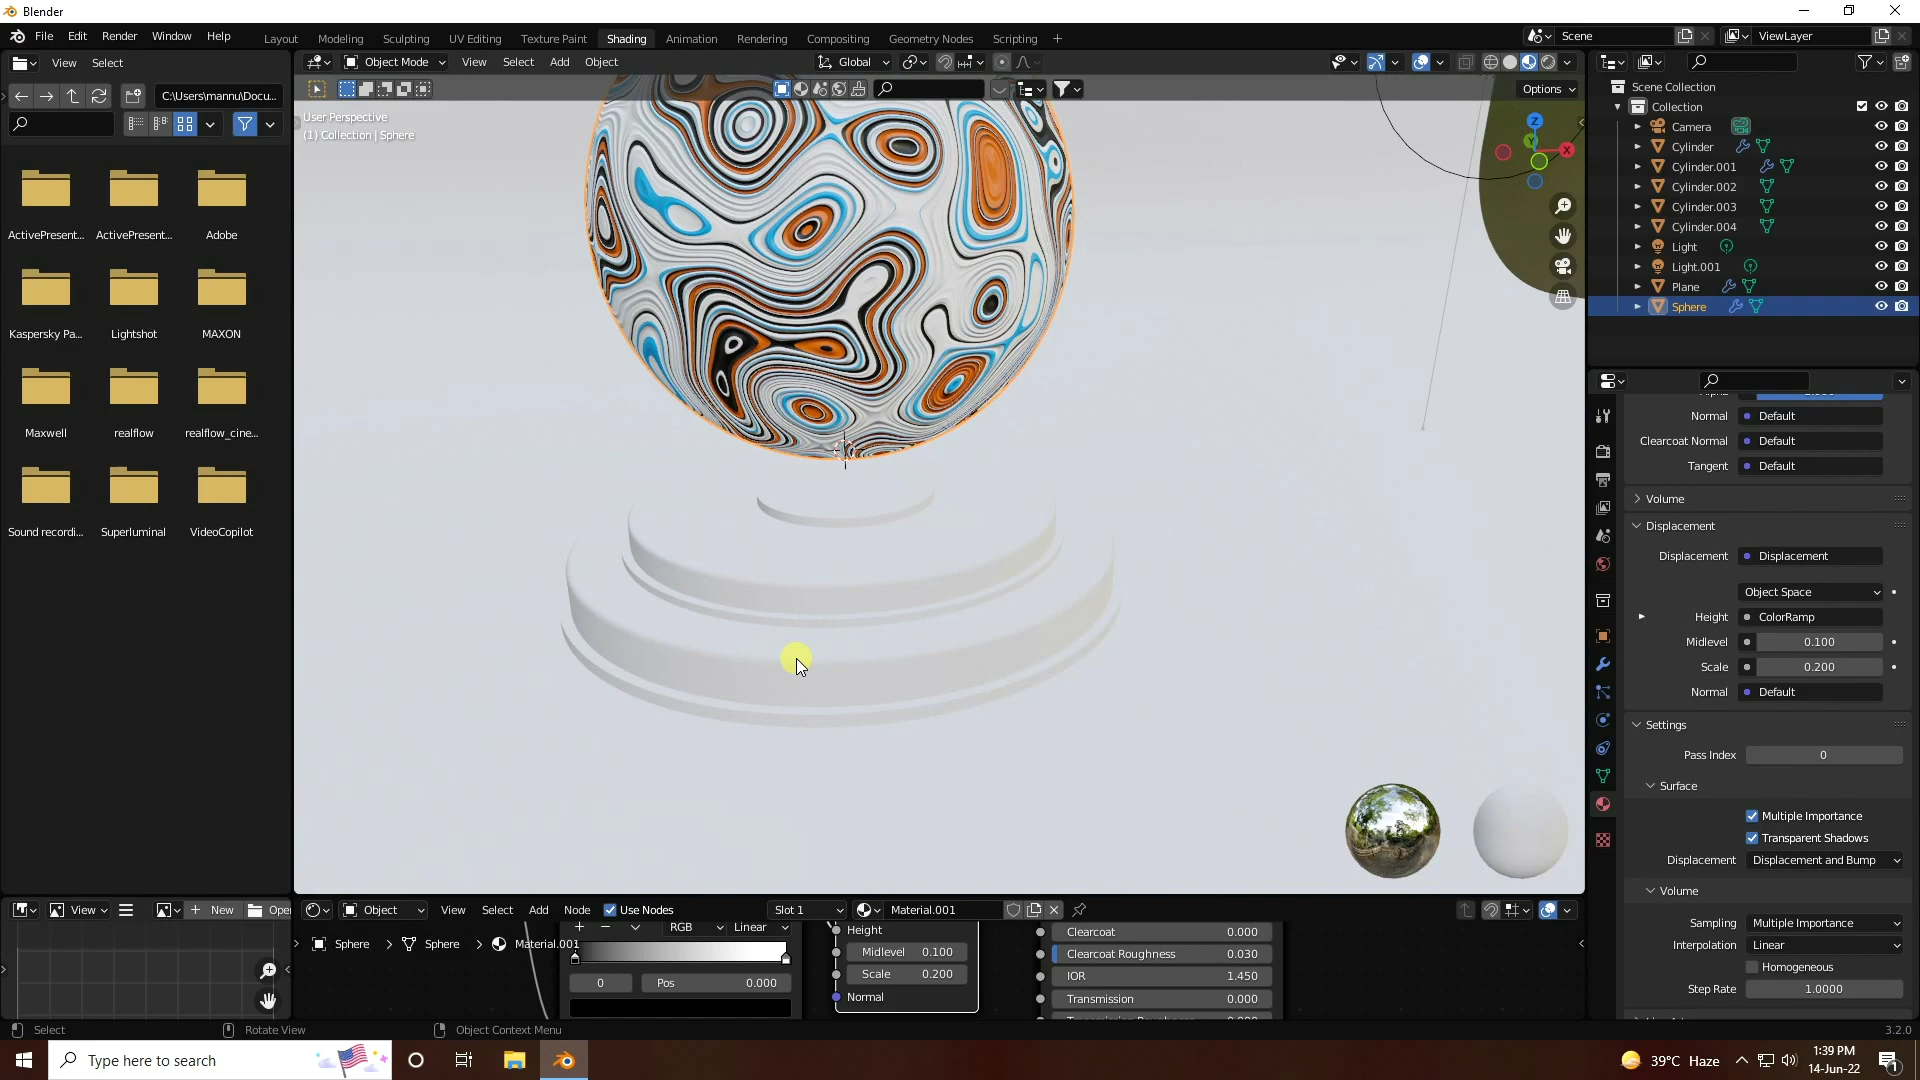 Blender
File Edit Render Window Help
Layout Modeling Sculpting UV Editing Texture Paint Shading Animation Rendering Compositing Geometry Nodes Scripting
Scene
ViewLayer
View Select
Object Mode View Select Add Object
Global
Options
C:\Users\mannu\Docu...
User Perspective
(1) Collection | Sphere
Z
Y
X
ActivePresent... ActivePresent... Adobe
Kaspersky Pa... Lightshot MAXON
Maxwell realflow realflow_cine...
Sound recordi... Superluminal VideoCopilot
Scene Collection
Collection
Camera
Cylinder
Cylinder.001
Cylinder.002
Cylinder.003
Cylinder.004
Light
Light.001
Plane
Sphere
Normal Default
Clearcoat Normal Default
Tangent Default
Volume
Displacement
Displacement Displacement
Object Space
Height ColorRamp
Midlevel 0.100
Scale 0.200
Normal Default
Settings
Pass Index 0
Surface
Multiple Importance
Transparent Shadows
Displacement Displacement and Bump
Volume
Sampling Multiple Importance
Interpolation Linear
Homogeneous
Step Rate 1.0000
View New Open
Object View Select Add Node Use Nodes Slot 1 Material.001
Sphere Sphere Material.001
RGB Linear
0 Pos 0.000
Height
Midlevel 0.100
Scale 0.200
Normal
Clearcoat 0.000
Clearcoat Roughness 0.030
IOR 1.450
Transmission 0.000
Select Rotate View Object Context Menu 3.2.0
Type here to search
39°C Haze
1:39 PM
14-Jun-22
1